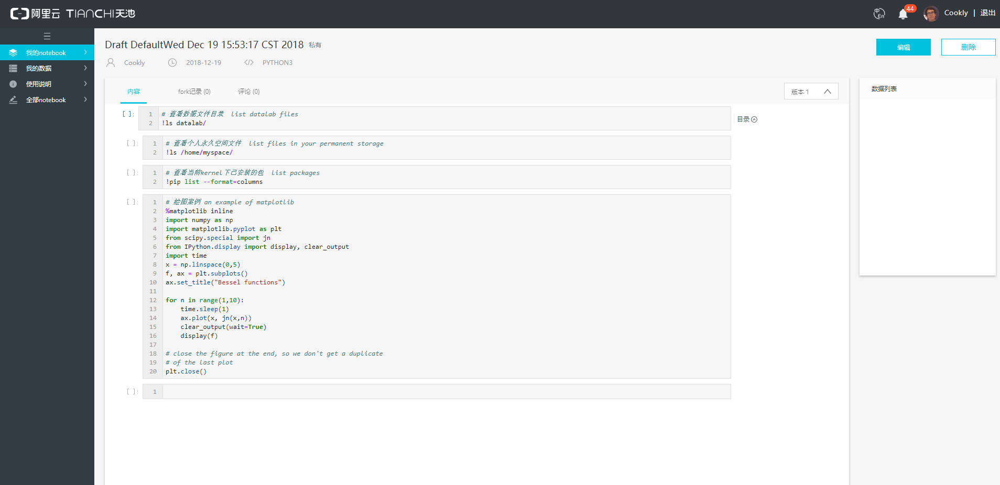 阿里云 TIANCHI天池
中 En
44
Cookly | 退出
我的notebook
我的数据
使用说明
全部notebook
Draft DefaultWed Dec 19 15:53:17 CST 2018 私有
编辑
删除
Cookly 2018-12-19 </> PYTHON3
内容 fork记录 (0) 评论 (0)
版本 1
数据列表
目录
[ ]:
1 # 查看数据文件目录 list datalab files
2 !ls datalab/
[ ]:
1 # 查看个人永久空间文件 list files in your permanent storage
2 !ls /home/myspace/
[ ]:
1 # 查看当前kernel下已安装的包 list packages
2 !pip list --format=columns
[ ]:
1 # 绘图案例 an example of matplotlib
2 %matplotlib inline
3 import numpy as np
4 import matplotlib.pyplot as plt
5 from scipy.special import jn
6 from IPython.display import display, clear_output
7 import time
8 x = np.linspace(0,5)
9 f, ax = plt.subplots()
10 ax.set_title("Bessel functions")
11
12 for n in range(1,10):
13     time.sleep(1)
14     ax.plot(x, jn(x,n))
15     clear_output(wait=True)
16     display(f)
17
18 # close the figure at the end, so we don't get a duplicate
19 # of the last plot
20 plt.close()
[ ]:
1